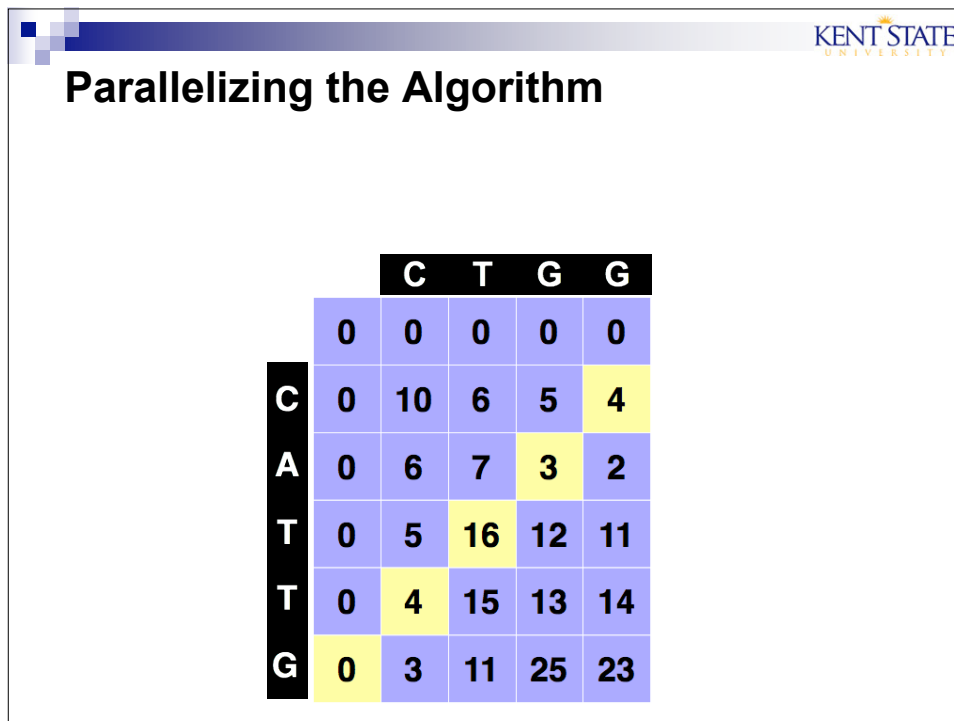 KENT STATE
UNIVERSITY
Parallelizing the Algorithm
C T G G
0 0 0 0 0
C 0 10 6 5 4
A 0 6 7 3 2
T 0 5 16 12 11
T 0 4 15 13 14
G 0 3 11 25 23